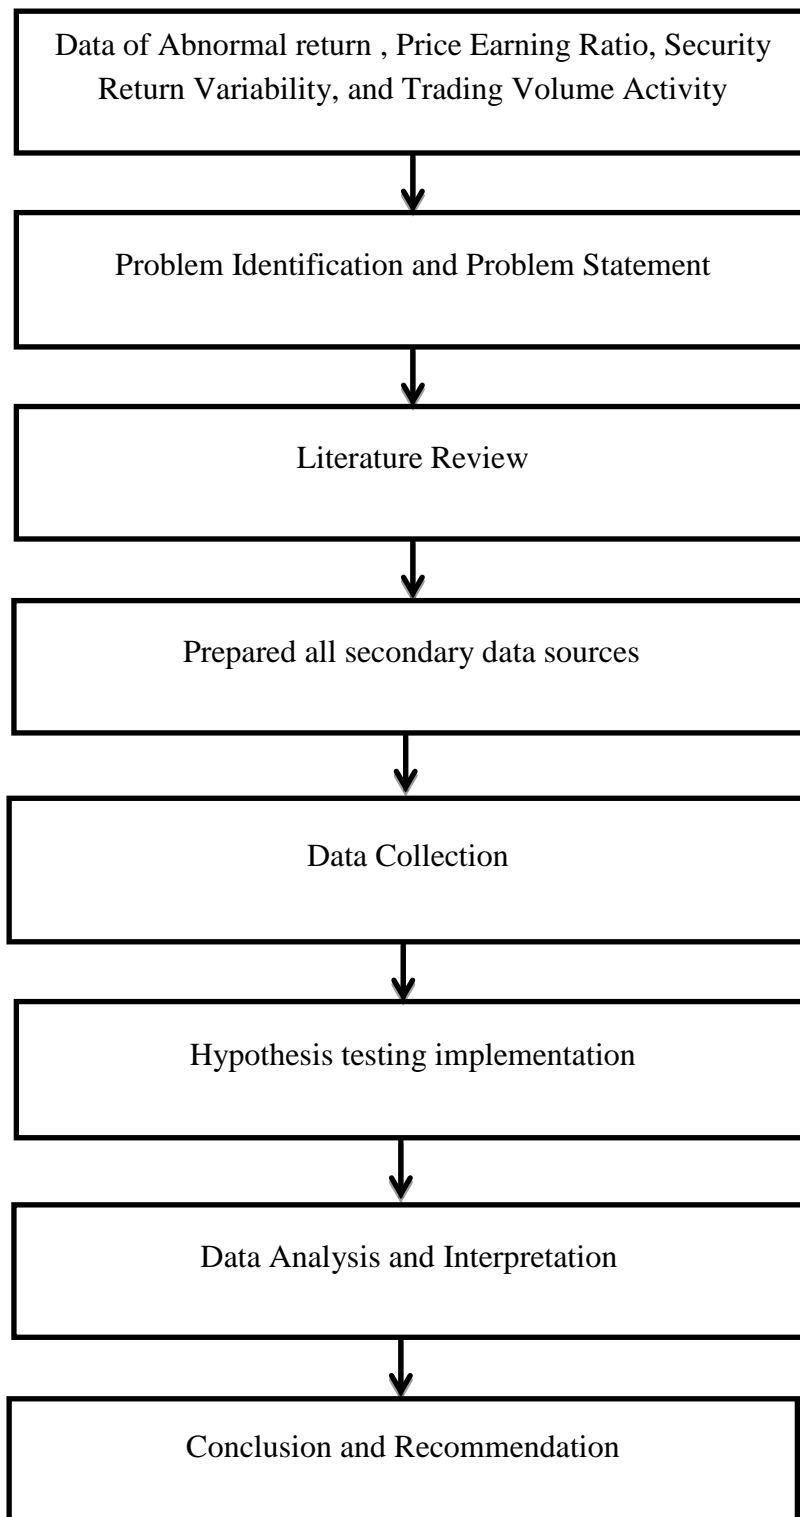 Data of Abnormal return , Price Earning Ratio, Security
Return Variability, and Trading Volume Activity
Problem Identification and Problem Statement
Literature Review
Prepared all secondary data sources
Data Collection
Hypothesis testing implementation
Data Analysis and Interpretation
Conclusion and Recommendation